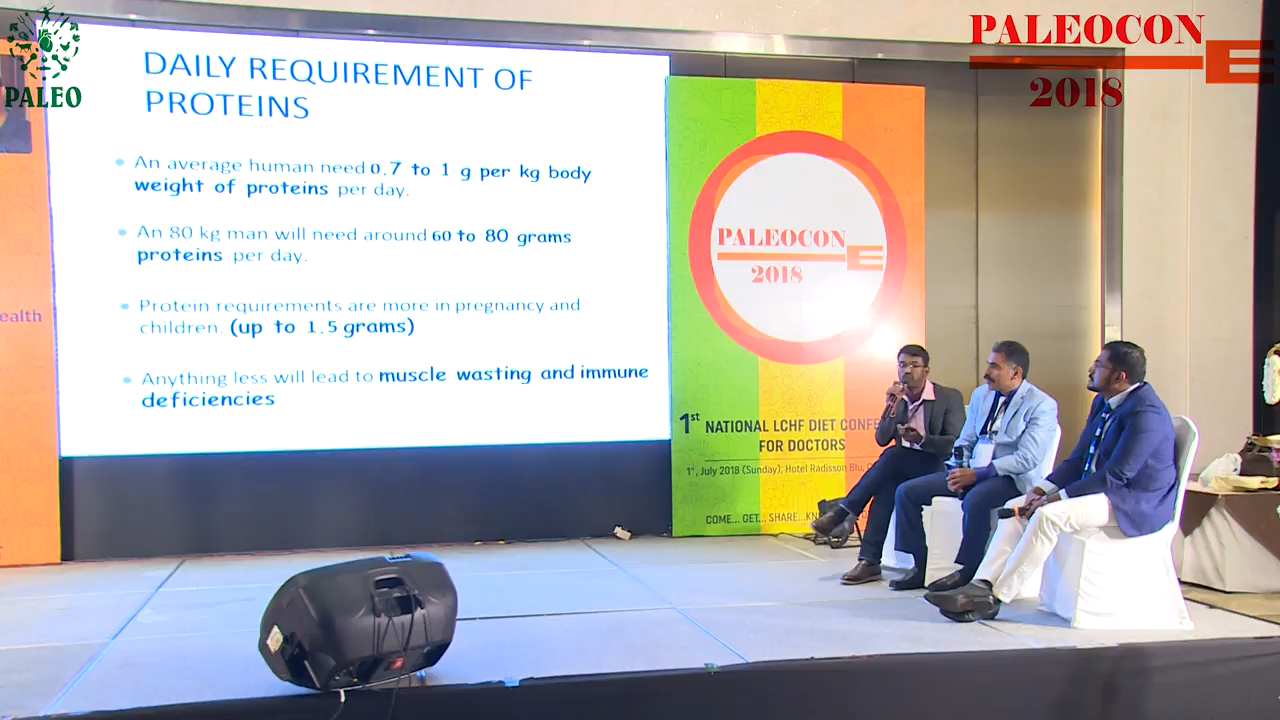 PALEO
PALEOCON
E
2018
DAILY REQUIREMENT OF
PROTEINS
An average human need 0.7 to 1 g per kg body
weight of proteins per day.
An 80 kg man will need around 60 to 80 grams
proteins per day.
Protein requirements are more in pregnancy and
children. (up to 1.5 grams)
Anything less will lead to muscle wasting and immune
deficiencies
ealth
PALEOCON
E
2018
1st NATIONAL LCHF DIET CONFE
FOR DOCTORS
1st, July 2018 (Sunday), Hotel Radisson Blu,
COME... GET... SHARE...KN